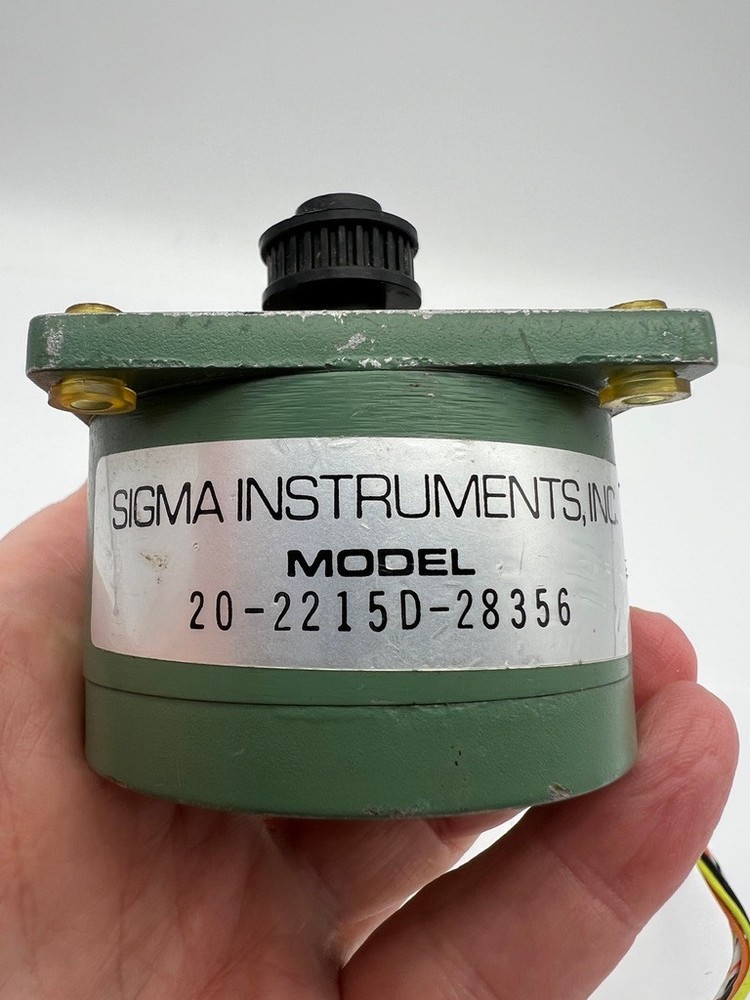 SIGMA INSTRUMENTS, INC.
MODEL
20-2215D-28356